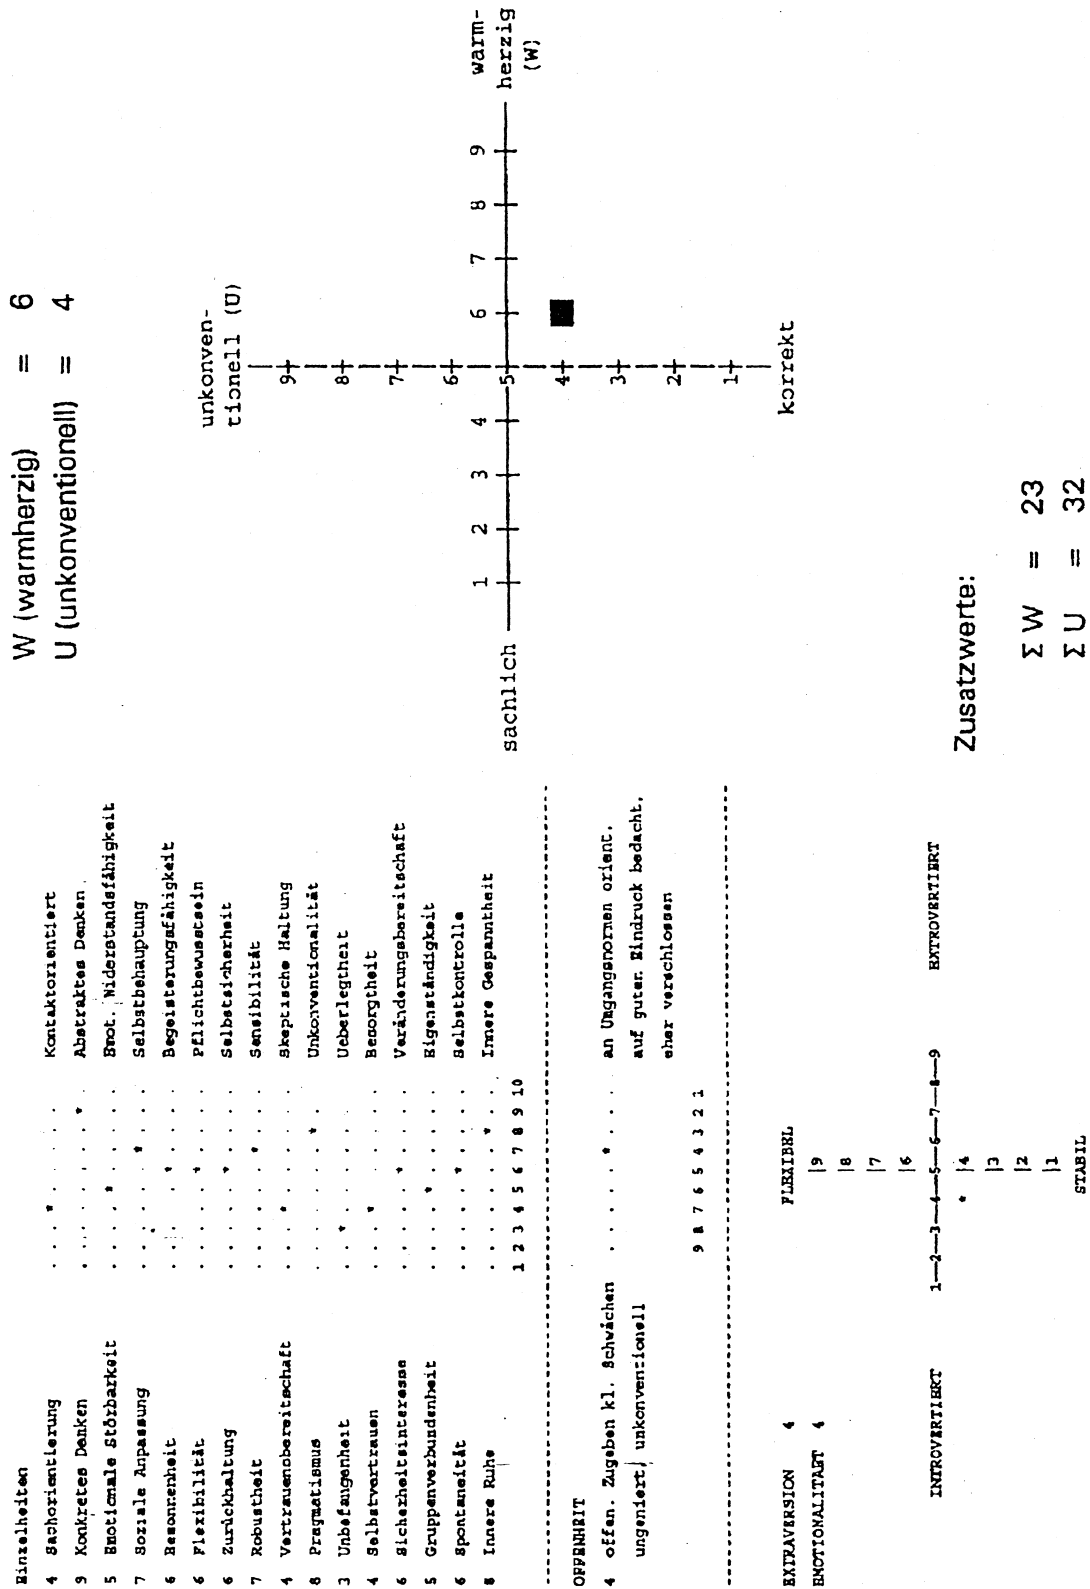 Einzelheiten
4 Sachorientierung . . . * . . . . . . Kontaktorientiert
9 Konkretes Denken . . . . . . . . * . Abstraktes Denken
5 Emotionale Störbarkeit . . . . * . . . . . Emot. Widerstandsfähigkeit
7 Soziale Anpassung . . . . . . * . . . Selbstbehauptung
6 Besonnenheit . . . . . * . . . . Begeisterungsfähigkeit
6 Flexibilität . . . . . * . . . . Pflichtbewusstsein
6 Zurückhaltung . . . . . * . . . . Selbstsicherheit
7 Robustheit . . . . . . * . . . Sensibilität
4 Vertrauensbereitschaft . . . * . . . . . . Skeptische Haltung
8 Pragmatismus . . . . . . . * . . Unkonventionalität
3 Unbefangenheit . . * . . . . . . . Ueberlegtheit
4 Selbstvertrauen . . . * . . . . . . Besorgtheit
6 Sicherheitsinteresse . . . . . * . . . . Veränderungsbereitschaft
5 Gruppenverbundenheit . . . . * . . . . . Eigenständigkeit
6 Spontaneität . . . . . * . . . . Selbstkontrolle
8 Innere Ruhe . . . . . . . * . . Innere Gespanntheit
1 2 3 4 5 6 7 8 9 10
OFFENHEIT
4 offen. Zugeben kl. Schwächen . . . . . * . . . an Umgangsnormen orient.
ungeniert, unkonventionell auf guten Eindruck bedacht,
eher verschlossen
9 8 7 6 5 4 3 2 1
EXTRAVERSION 4
EMOTIONALITAET 4
FLEXIBEL
|9
|8
|7
|6
INTROVERTIERT 1--2--3--4--5--6--7--8--9 EXTROVERTIERT
* |4
|3
|2
|1
STABIL
W (warmherzig) = 6
U (unkonventionell) = 4
unkonven-
tionell (U)
9
8
7
6
sachlich 1 2 3 4 5 6 7 8 9 warm-
herzig
(W)
4
3
2
1
korrekt
Zusatzwerte:
Σ W = 23
Σ U = 32